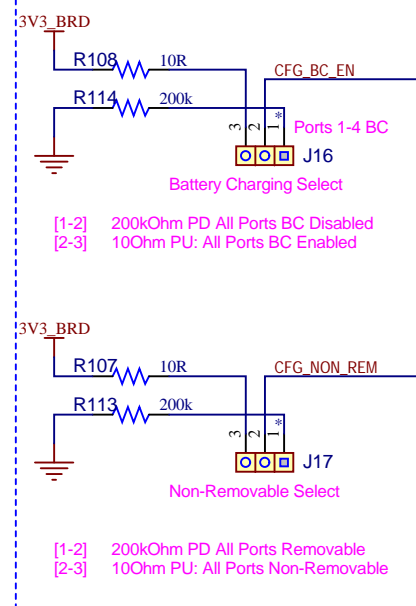 3V3_BRD
R108 10R CFG_BC_EN
R114 200k
3 2 1 * Ports 1-4 BC
J16
Battery Charging Select
[1-2] 200kOhm PD All Ports BC Disabled
[2-3] 10Ohm PU: All Ports BC Enabled
3V3_BRD
R107 10R CFG_NON_REM
R113 200k
3 2 1 *
J17
Non-Removable Select
[1-2] 200kOhm PD All Ports Removable
[2-3] 10Ohm PU: All Ports Non-Removable